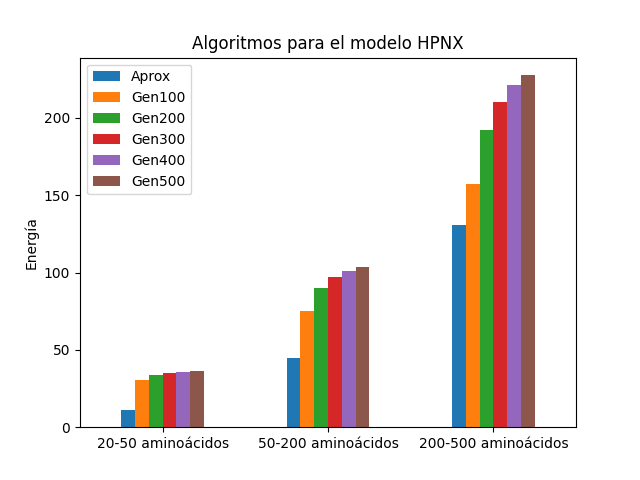 Algoritmos para el modelo HPNX
Aprox
Gen100
Gen200
Gen300
Gen400
Gen500
Energía
200
150
100
50
0
20-50 aminoácidos
50-200 aminoácidos
200-500 aminoácidos